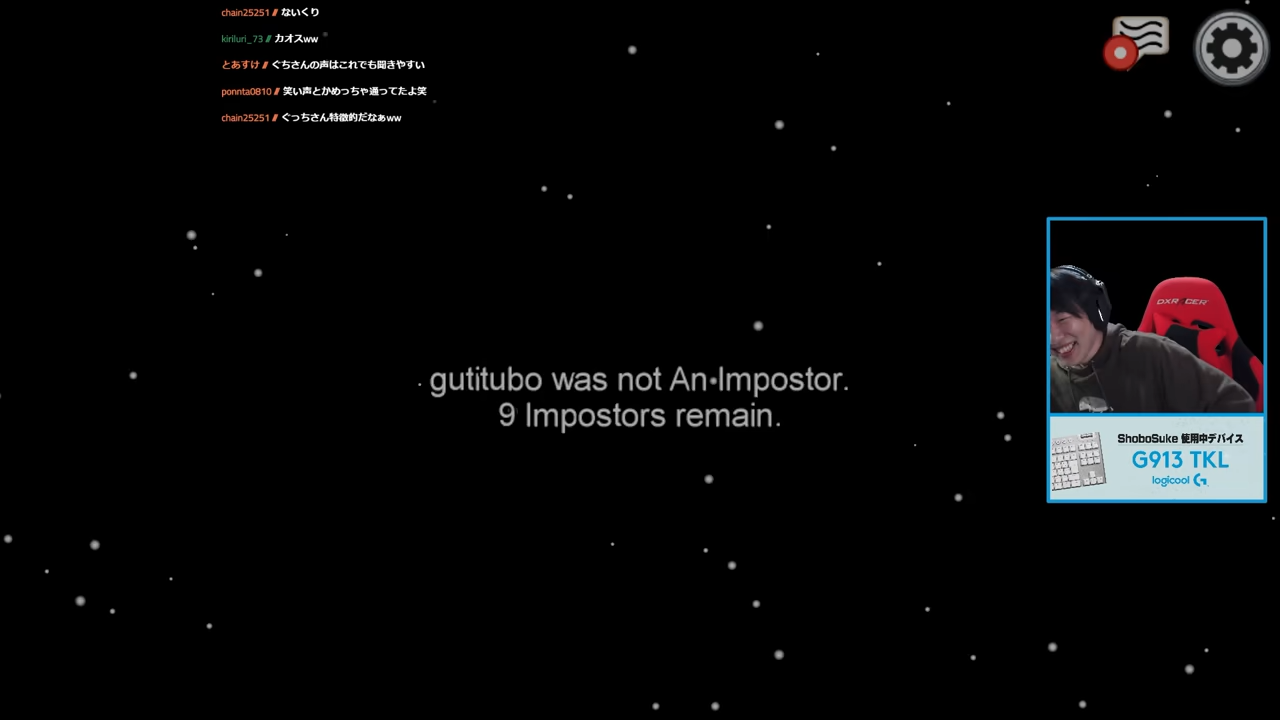 chain25251 // ないくり
kiriluri_73 // カオスww
とあすけ // ぐちさんの声はこれでも聞きやすい
ponnta0810 // 笑い声とかめっちゃ通ってたよ笑
chain25251 // ぐっちさん特徴的だなぁww
DXRACER
gutitubo was not An Impostor.
9 Impostors remain.
ShoboSuke 使用中デバイス
G913 TKL
logicool G